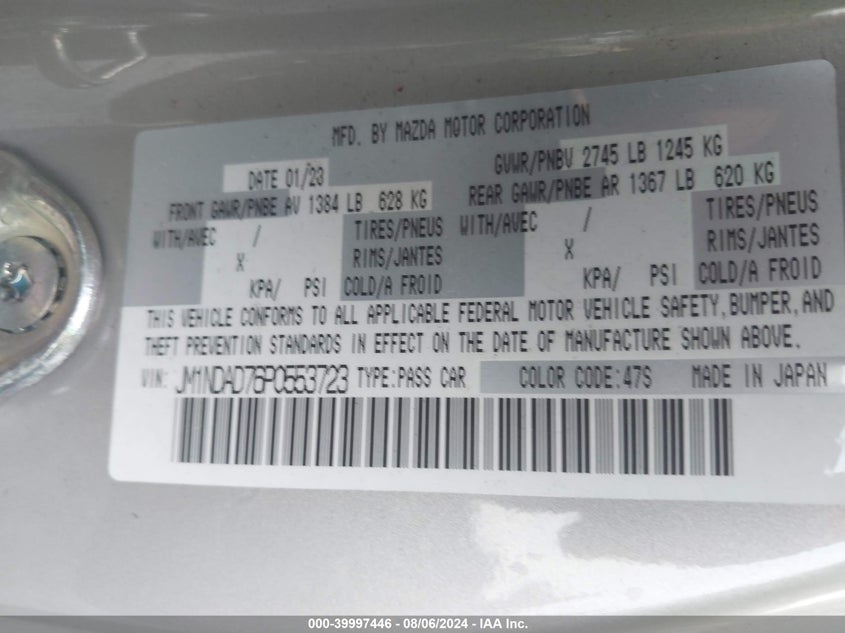 MFD. BY MAZDA MOTOR CORPORATION
DATE 01/23 GVWR/PNBV 2745 LB 1245 KG
FRONT GAWR/PNBE AV 1384 LB 628 KG REAR GAWR/PNBE AR 1367 LB 620 KG
WITH/AVEC / TIRES/PNEUS WITH/AVEC / TIRES/PNEUS
X RIMS/JANTES X RIMS/JANTES
KPA/ PSI COLD/A FROID KPA/ PSI COLD/A FROID
THIS VEHICLE CONFORMS TO ALL APPLICABLE FEDERAL MOTOR VEHICLE SAFETY, BUMPER, AND
THEFT PREVENTION STANDARDS IN EFFECT ON THE DATE OF MANUFACTURE SHOWN ABOVE.
VIN: JM1NDAD76P0553723 TYPE:PASS CAR COLOR CODE:47S MADE IN JAPAN
000-39997446 - 08/06/2024 - IAA Inc.